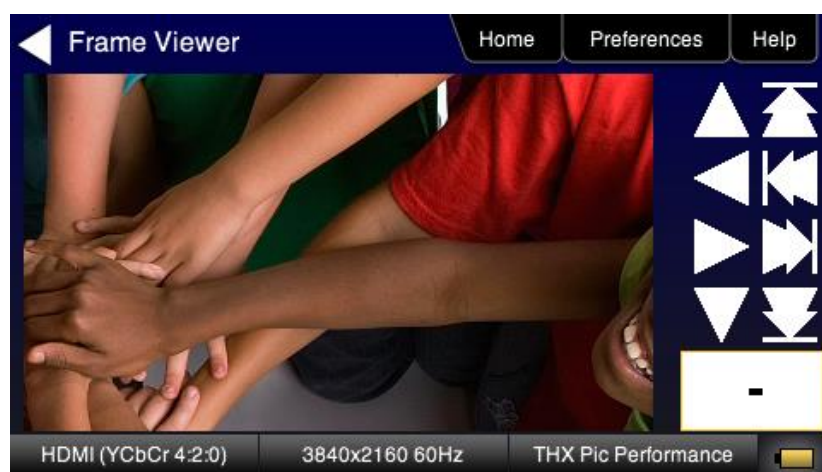 Frame Viewer
Home
Preferences
Help
-
HDMI (YCbCr 4:2:0)
3840x2160 60Hz
THX Pic Performance